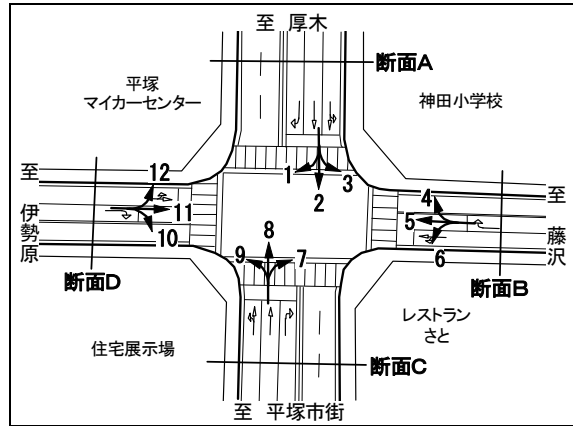 至 厚木
断面A
平塚
マイカーセンター
神田小学校
至
伊
勢
原
12
11
10
1
2
3
4
5
6
至
藤
沢
8
9
7
断面D
断面B
住宅展示場
レストラン
さと
断面C
至 平塚市街